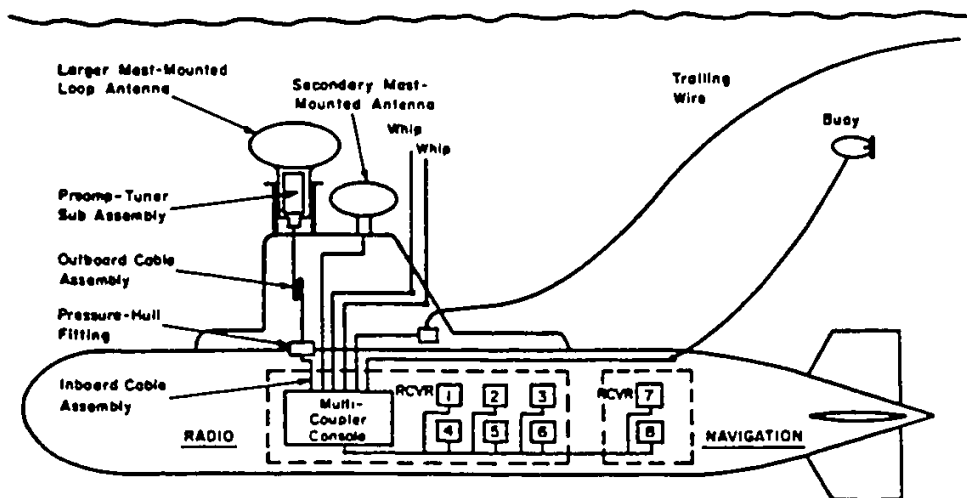 Larger Mast-Mounted
Loop Antenna
Secondary Mast-
Mounted Antenna
Whip
Whip
Trailing
Wire
Buoy
Preamp-Tuner
Sub Assembly
Outboard Cable
Assembly
Pressure-Hull
Fitting
Inboard Cable
Assembly
RADIO
Multi-
Coupler
Console
RCVR 1 2 3
4 5 6
RCVR 7
8
NAVIGATION